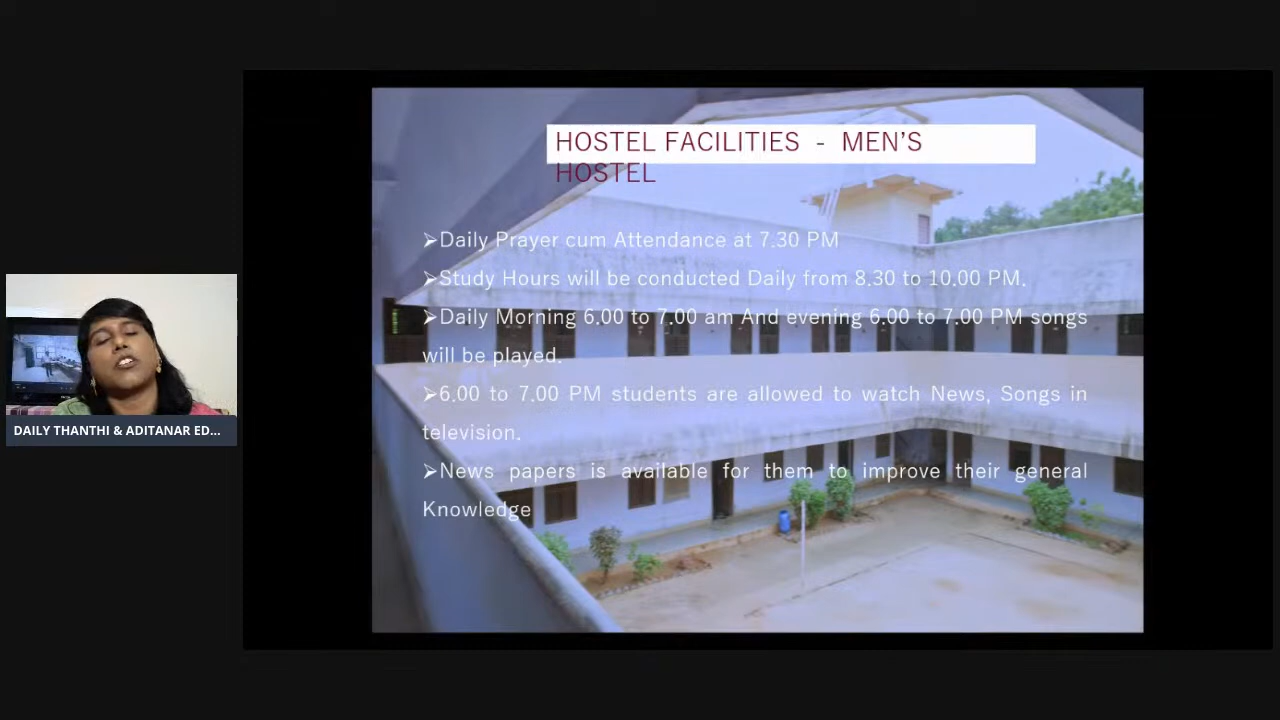 HOSTEL FACILITIES - MEN’S
HOSTEL
➢Daily Prayer cum Attendance at 7.30 PM
➢Study Hours will be conducted Daily from 8.30 to 10.00 PM.
➢Daily Morning 6.00 to 7.00 am And evening 6.00 to 7.00 PM songs
will be played.
➢6.00 to 7.00 PM students are allowed to watch News, Songs in
television.
➢News papers is available for them to improve their general
Knowledge
DAILY THANTHI & ADITANAR ED...